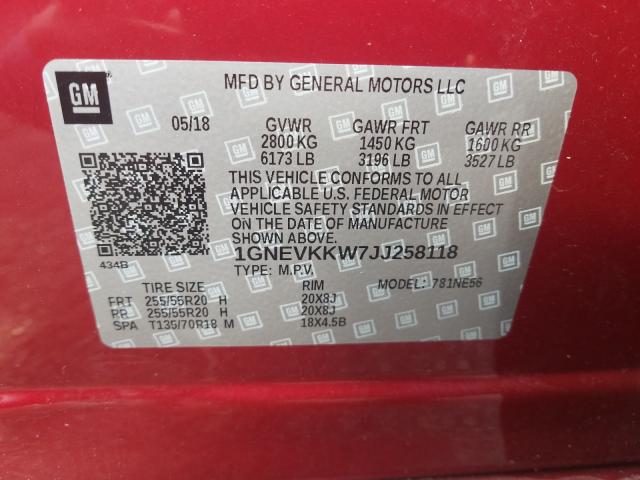 GM
MFD BY GENERAL MOTORS LLC
05/18 GVWR GAWR FRT GAWR RR
2800 KG 1450 KG 1600 KG
6173 LB 3196 LB 3527 LB
THIS VEHICLE CONFORMS TO ALL
APPLICABLE U.S. FEDERAL MOTOR
VEHICLE SAFETY STANDARDS IN EFFECT
ON THE DATE OF MANUFACTURE
SHOWN ABOVE.
434B 1GNEVKKW7JJ258118
TYPE: M.P.V. MODEL: 781NE56
TIRE SIZE RIM
FRT 255/55R20 H 20X8J
RR 255/55R20 H 20X8J
SPA T135/70R18 M 18X4.5B